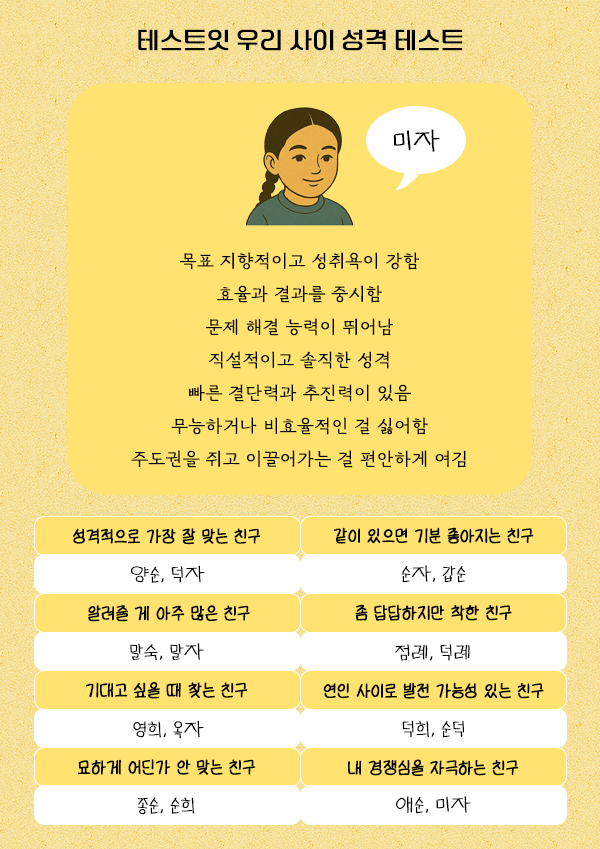 테스트잇 우리 사이 성격 테스트
미자
목표 지향적이고 성취욕이 강함
효율과 결과를 중시함
문제 해결 능력이 뛰어남
직설적이고 솔직한 성격
빠른 결단력과 추진력이 있음
무능하거나 비효율적인 걸 싫어함
주도권을 쥐고 이끌어가는 걸 편안하게 여김
성격적으로 가장 잘 맞는 친구
같이 있으면 기분 좋아지는 친구
양순, 덕자
순자, 갑순
알려줄 게 아주 많은 친구
좀 답답하지만 착한 친구
말숙, 말자
점례, 덕례
기대고 싶을 때 찾는 친구
연인 사이로 발전 가능성 있는 친구
영희, 옥자
덕희, 순덕
묘하게 어딘가 안 맞는 친구
내 경쟁심을 자극하는 친구
종순, 순희
애순, 미자